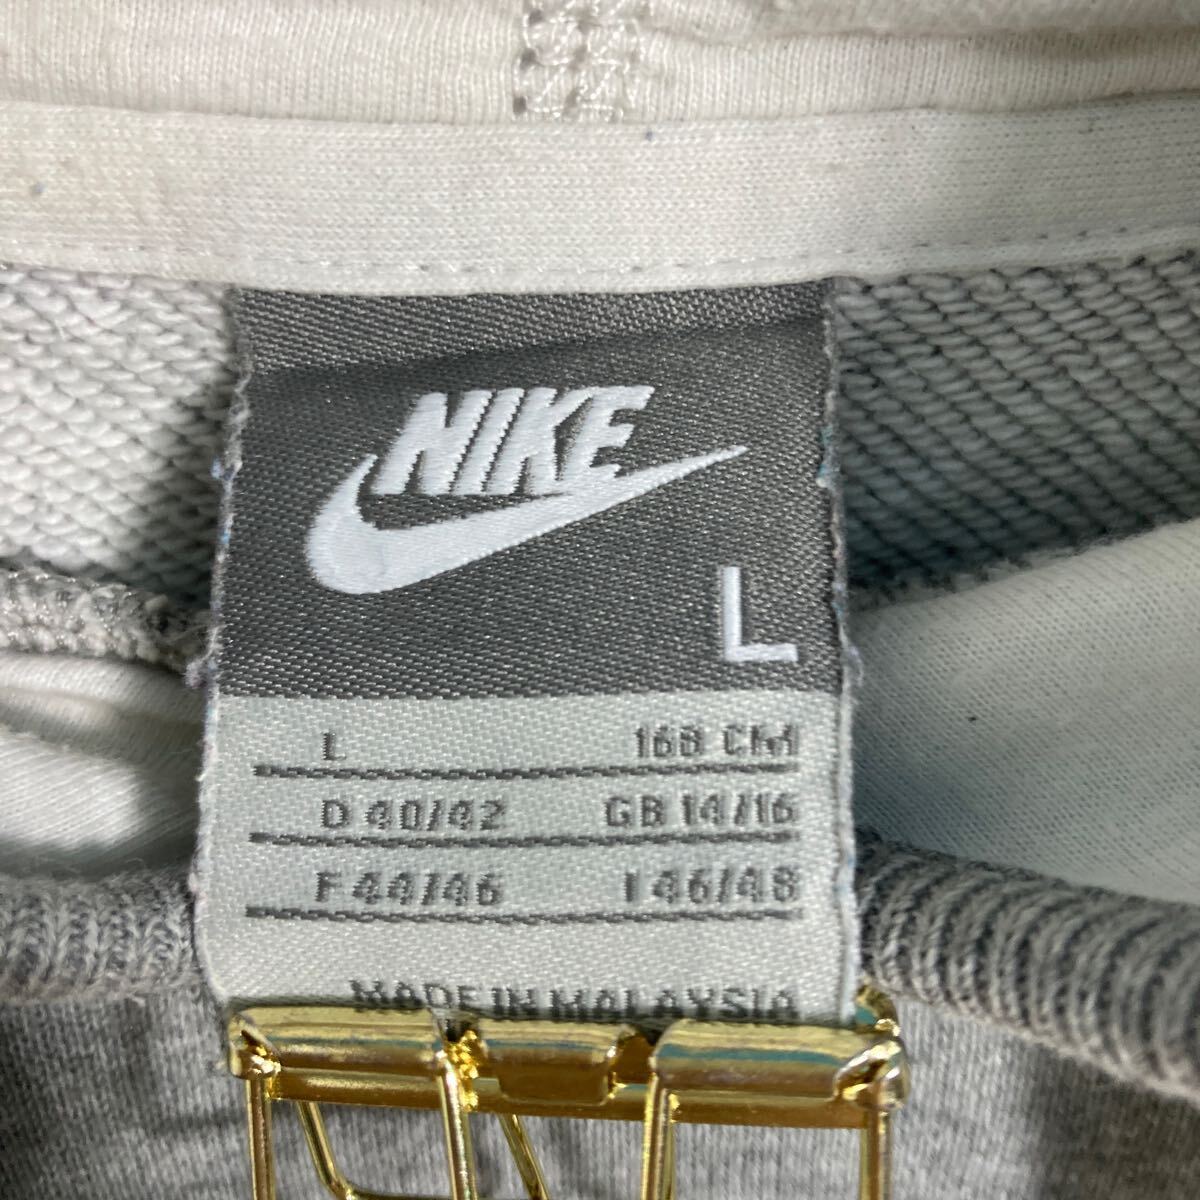 NIKE
L
L 168 CM
D 40/42 GB 14/16
F 44/46 I 46/48
MADE IN MALAYSIA